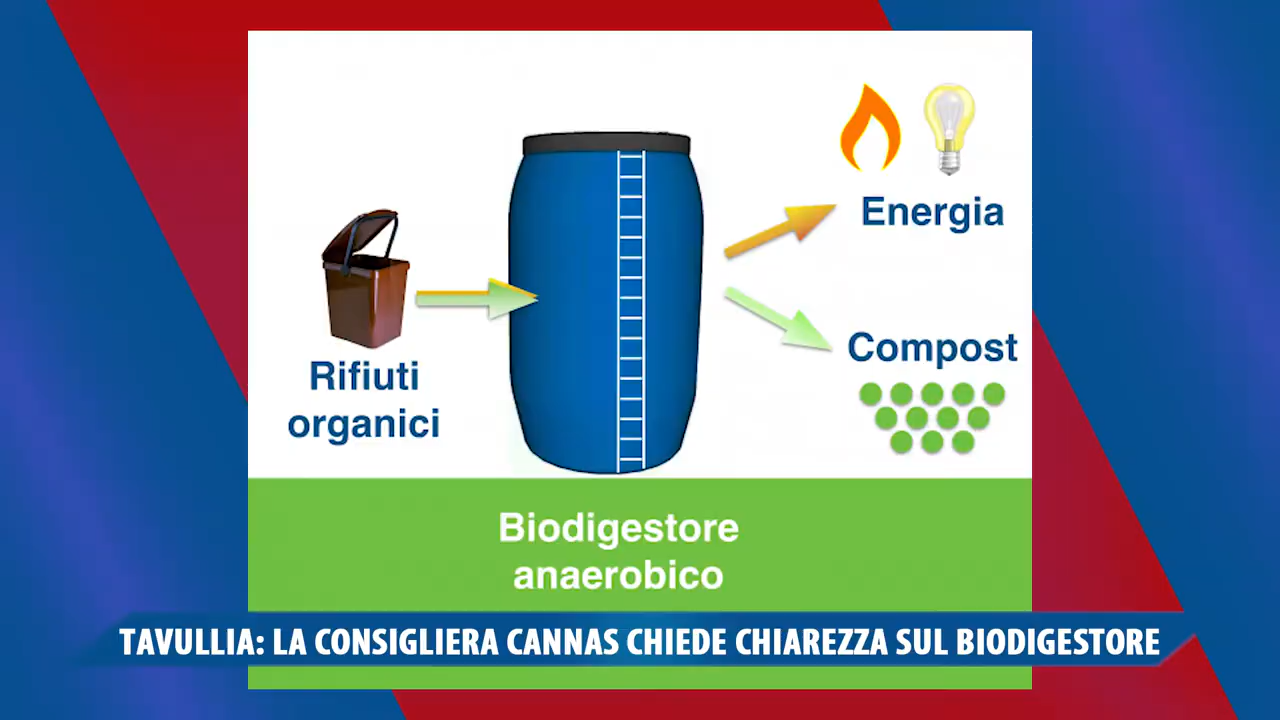 Energia
Rifiuti
organici
Compost
Biodigestore
anaerobico
TAVULLIA: LA CONSIGLIERA CANNAS CHIEDE CHIAREZZA SUL BIODIGESTORE